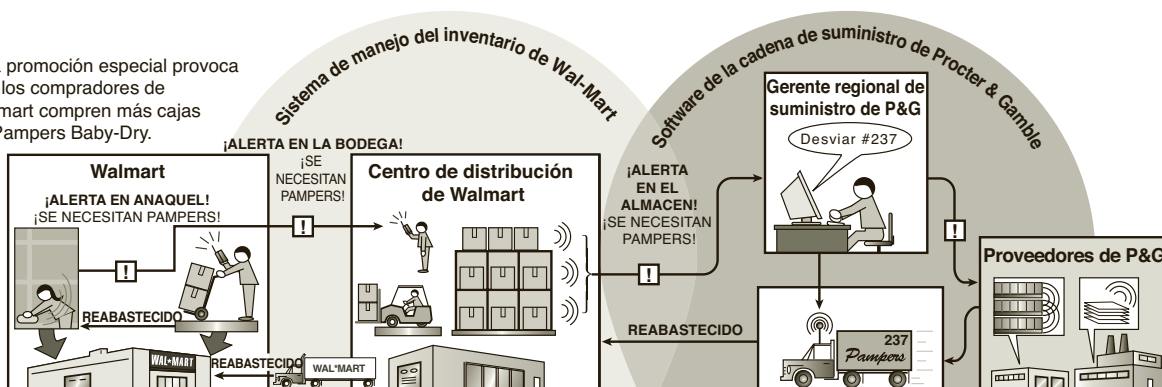 promoción especial provoca
los compradores de
mart compren más cajas
Pampers Baby-Dry.
Sistema de manejo del inventario de Wal-Mart
Software de la cadena de suministro de Procter & Gamble
Walmart
¡ALERTA EN ANAQUEL!
¡SE NECESITAN PAMPERS!
!
REABASTECIDO
WAL*MART
¡ALERTA EN LA BODEGA!
¡SE
NECESITAN
PAMPERS!
!
REABASTECIDO
WAL*MART
Centro de distribución
de Walmart
¡ALERTA
EN EL
ALMACEN!
¡SE NECESITAN
PAMPERS!
!
REABASTECIDO
Gerente regional de
suministro de P&G
Desviar #237
!
237
Pampers
Proveedores de P&G